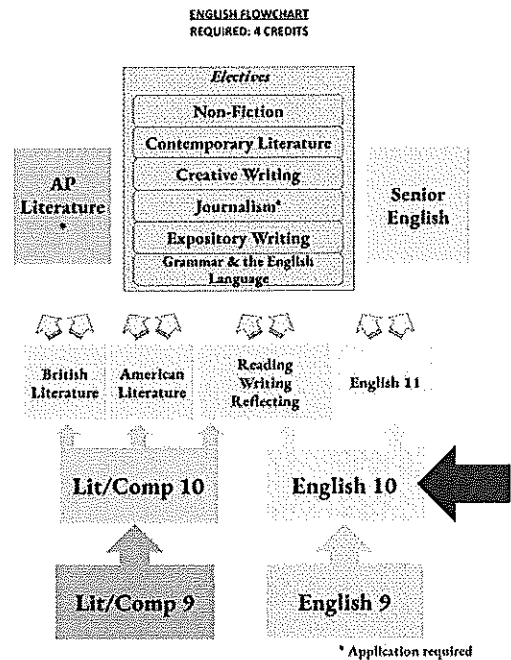 ENGLISH FLOWCHART
REQUIRED: 4 CREDITS
Electives
Non-Fiction
Contemporary Literature
Creative Writing
Journalism*
Expository Writing
Grammar & the English
Language
AP
Literature
*
Senior
English
British
Literature
American
Literature
Reading
Writing
Reflecting
English 11
Lit/Comp 10
English 10
Lit/Comp 9
English 9
* Application required